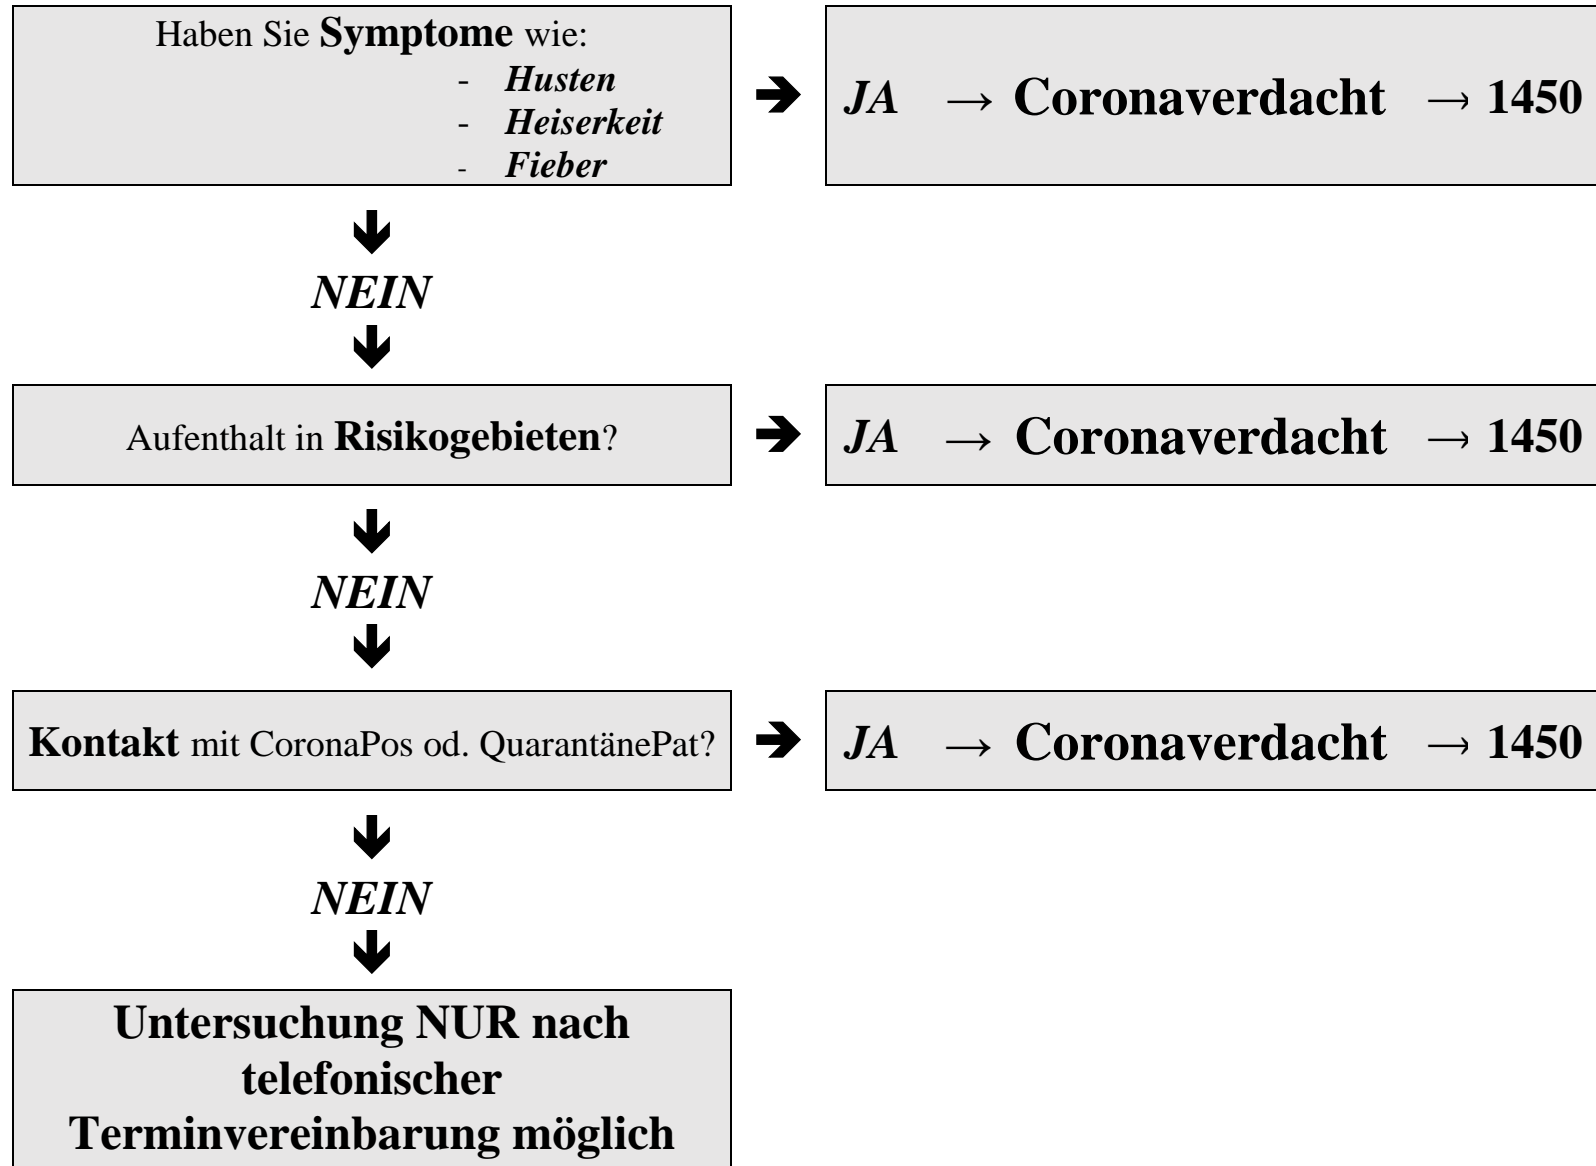 Haben Sie Symptome wie:
- Husten
- Heiserkeit
- Fieber
JA → Coronaverdacht → 1450
NEIN
Aufenthalt in Risikogebieten?
JA → Coronaverdacht → 1450
NEIN
Kontakt mit CoronaPos od. QuarantänePat?
JA → Coronaverdacht → 1450
NEIN
Untersuchung NUR nach
telefonischer
Terminvereinbarung möglich